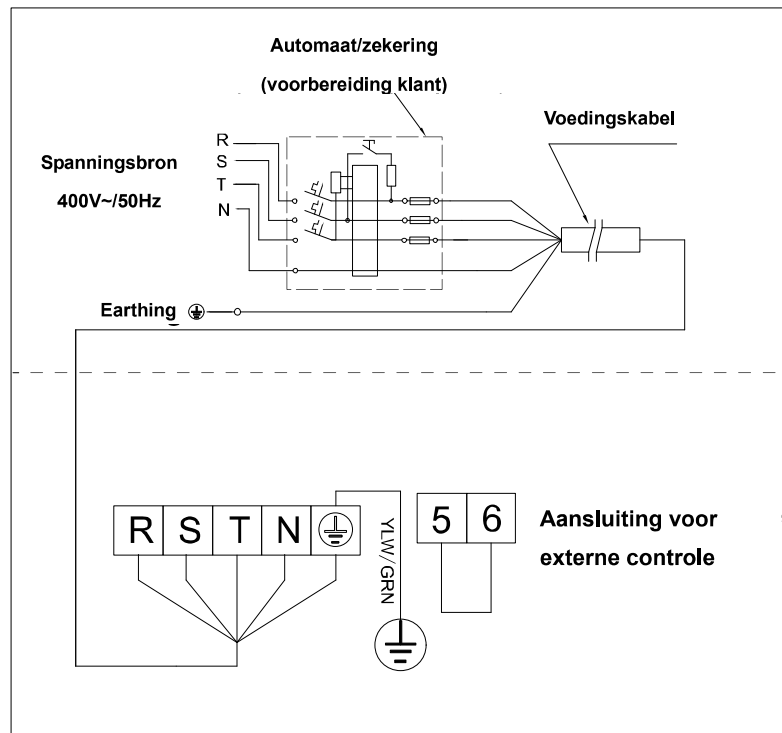 Automaat/zekering
(voorbereiding klant)
Voedingskabel
Spanningsbron
400V~/50Hz
R
S
T
N
Earthing
R S T N
YLW/GRN
5 6
Aansluiting voor
externe controle